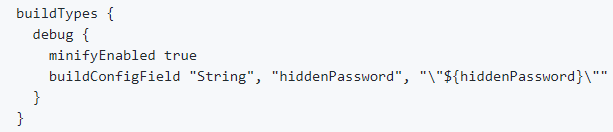 buildTypes {
debug {
minifyEnabled true
buildConfigField "String", "hiddenPassword", "\"${hiddenPassword}\""
}
}